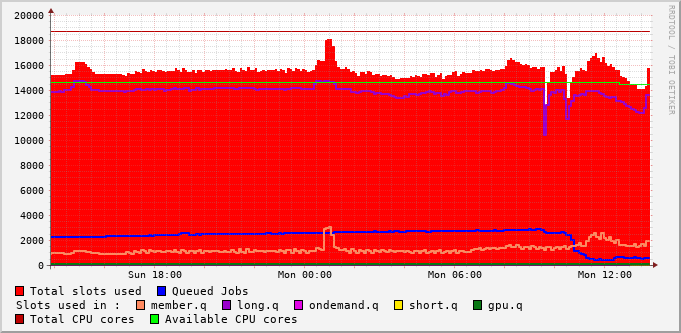 20000
18000
16000
14000
12000
10000
8000
6000
4000
2000
0
Sun 18:00 Mon 00:00 Mon 06:00 Mon 12:00
RRDTOOL / TOBI OETIKER
Total slots used Queued Jobs
Slots used in : member.q long.q ondemand.q short.q gpu.q
Total CPU cores Available CPU cores